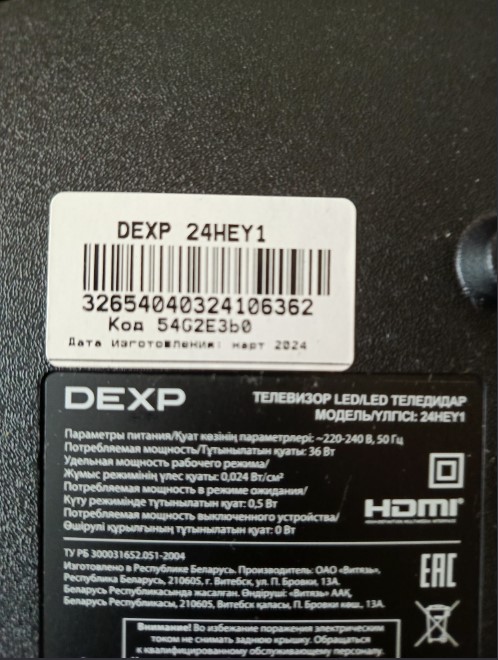 DEXP 24HEY1
32654040324106362
Код 54G2E3b0
Дата изготовления: март 2024
DEXP
ТЕЛЕВИЗОР LED/LED ТЕЛЕДИДАР
МОДЕЛЬ/ҮЛГІСІ: 24HEY1
Параметры питания/Қуат көзінің параметрлері: ~220-240 В, 50 Гц
Потребляемая мощность/Тұтынылатын қуаты: 36 Вт
Удельная мощность рабочего режима/
Жұмыс режимінің үлес қуаты: 0,024 Вт/см²
Потребляемая мощность в режиме ожидания/
Күту режимінде тұтынылатын қуат: 0,5 Вт
Потребляемая мощность выключенного устройства/
Өшірулі құрылғының тұтынылатын қуат: 0 Вт
HDMI
HIGH-DEFINITION MULTIMEDIA INTERFACE
ТУ РБ 300031652.051-2004
Изготовлено в Республике Беларусь. Производитель: ОАО «Витязь».
Республика Беларусь, 210605, г. Витебск, ул. П. Бровки, 13А.
Беларусь Республикасында жасалған. Өндіруші: «Витязь» ААҚ,
Беларусь Республикасы, 210605, Витебск қаласы, П. Бровки көш., 13А.
EAC
Внимание! Во избежание поражения электрическим
током не снимать заднюю крышку. Обращаться
к квалифицированному обслуживающему персоналу.